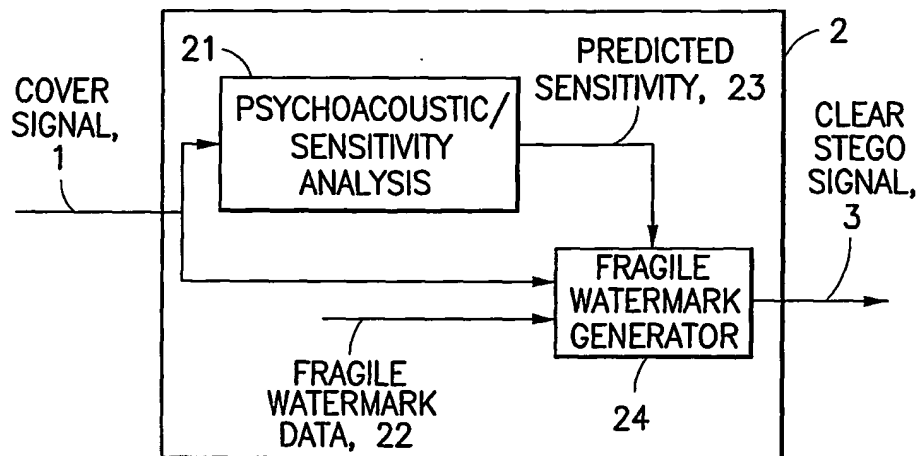 21
PREDICTED
SENSITIVITY, 23
2
COVER
SIGNAL,
1
PSYCHOACOUSTIC/
SENSITIVITY
ANALYSIS
CLEAR
STEGO
SIGNAL,
3
FRAGILE
WATERMARK
GENERATOR
FRAGILE
WATERMARK
DATA, 22
24